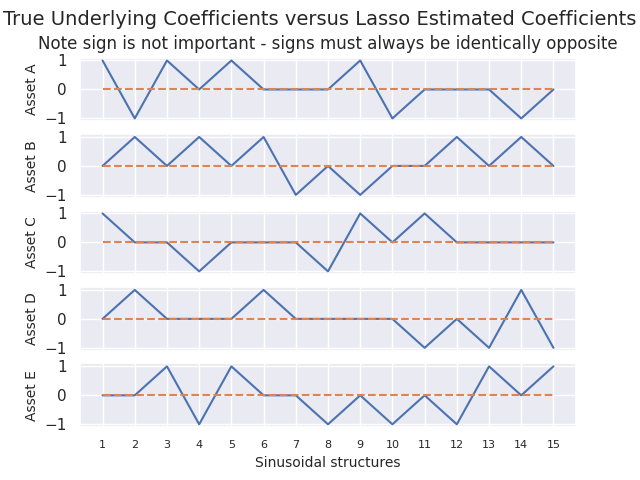 True Underlying Coefficients versus Lasso Estimated Coefficients
Note sign is not important - signs must always be identically opposite
Asset A
1
0
−1
Asset B
1
0
−1
Asset C
1
0
−1
Asset D
1
0
−1
Asset E
1
0
−1
1 2 3 4 5 6 7 8 9 10 11 12 13 14 15
Sinusoidal structures